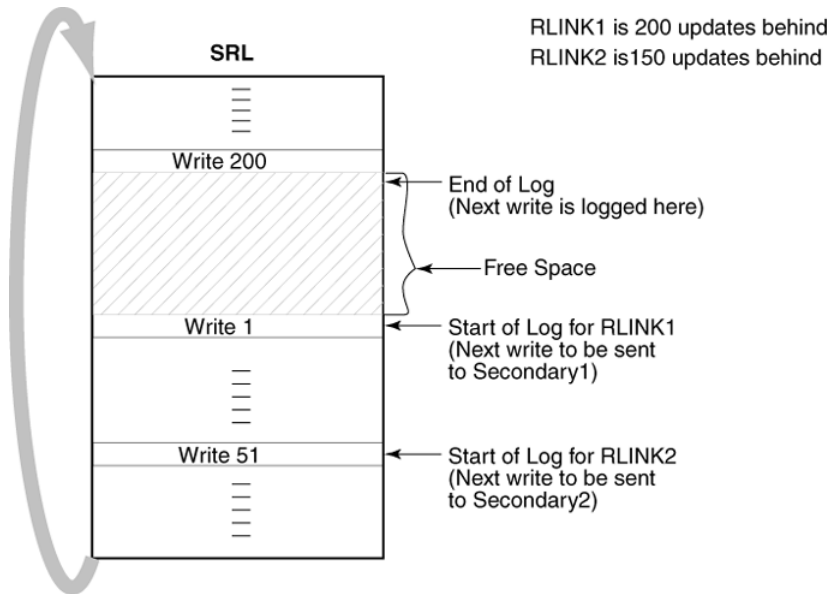 RLINK1 is 200 updates behind
RLINK2 is150 updates behind
SRL
Write 200
End of Log
(Next write is logged here)
Free Space
Write 1
Start of Log for RLINK1
(Next write to be sent
to Secondary1)
Write 51
Start of Log for RLINK2
(Next write to be sent
to Secondary2)